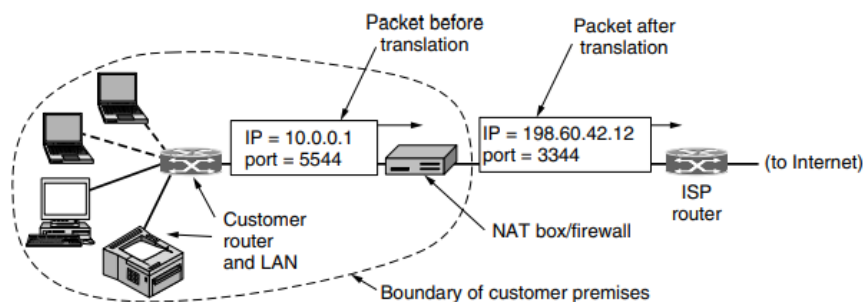 Packet before
translation
Packet after
translation
IP = 10.0.0.1
port = 5544
IP = 198.60.42.12
port = 3344
(to Internet)
ISP
router
Customer
router
and LAN
NAT box/firewall
Boundary of customer premises